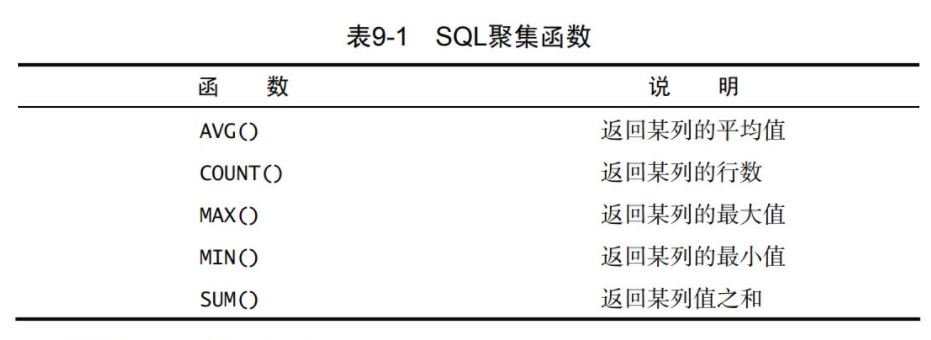 表9-1 SQL聚集函数
函 数 说 明
AVG() 返回某列的平均值
COUNT() 返回某列的行数
MAX() 返回某列的最大值
MIN() 返回某列的最小值
SUM() 返回某列值之和